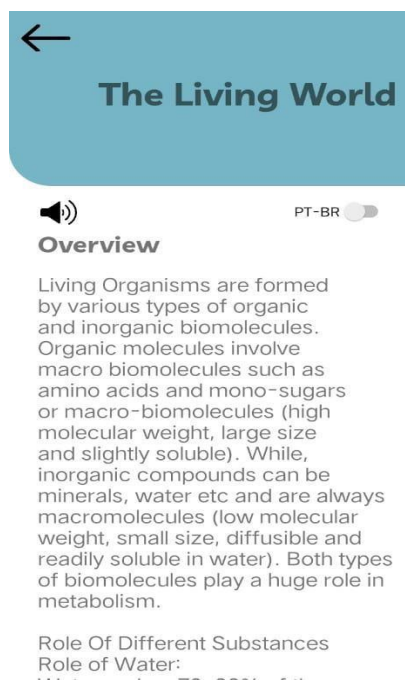 The Living World
PT-BR
Overview
Living Organisms are formed
by various types of organic
and inorganic biomolecules.
Organic molecules involve
macro biomolecules such as
amino acids and mono-sugars
or macro-biomolecules (high
molecular weight, large size
and slightly soluble). While,
inorganic compounds can be
minerals, water etc and are always
macromolecules (low molecular
weight, small size, diffusible and
readily soluble in water). Both types
of biomolecules play a huge role in
metabolism.
Role Of Different Substances
Role of Water: